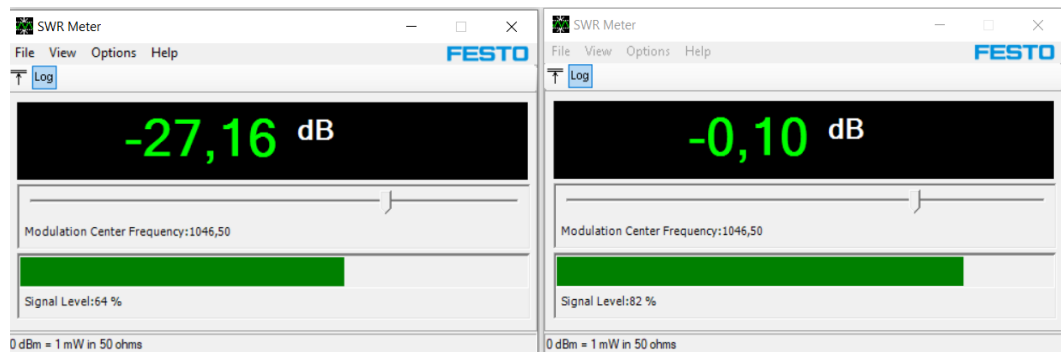 SWR Meter
File View Options Help
FESTO
Log
-27,16 dB
Modulation Center Frequency:1046,50
Signal Level:64 %
0 dBm = 1 mW in 50 ohms
SWR Meter
File View Options Help
FESTO
Log
-0,10 dB
Modulation Center Frequency:1046,50
Signal Level:82 %
0 dBm = 1 mW in 50 ohms